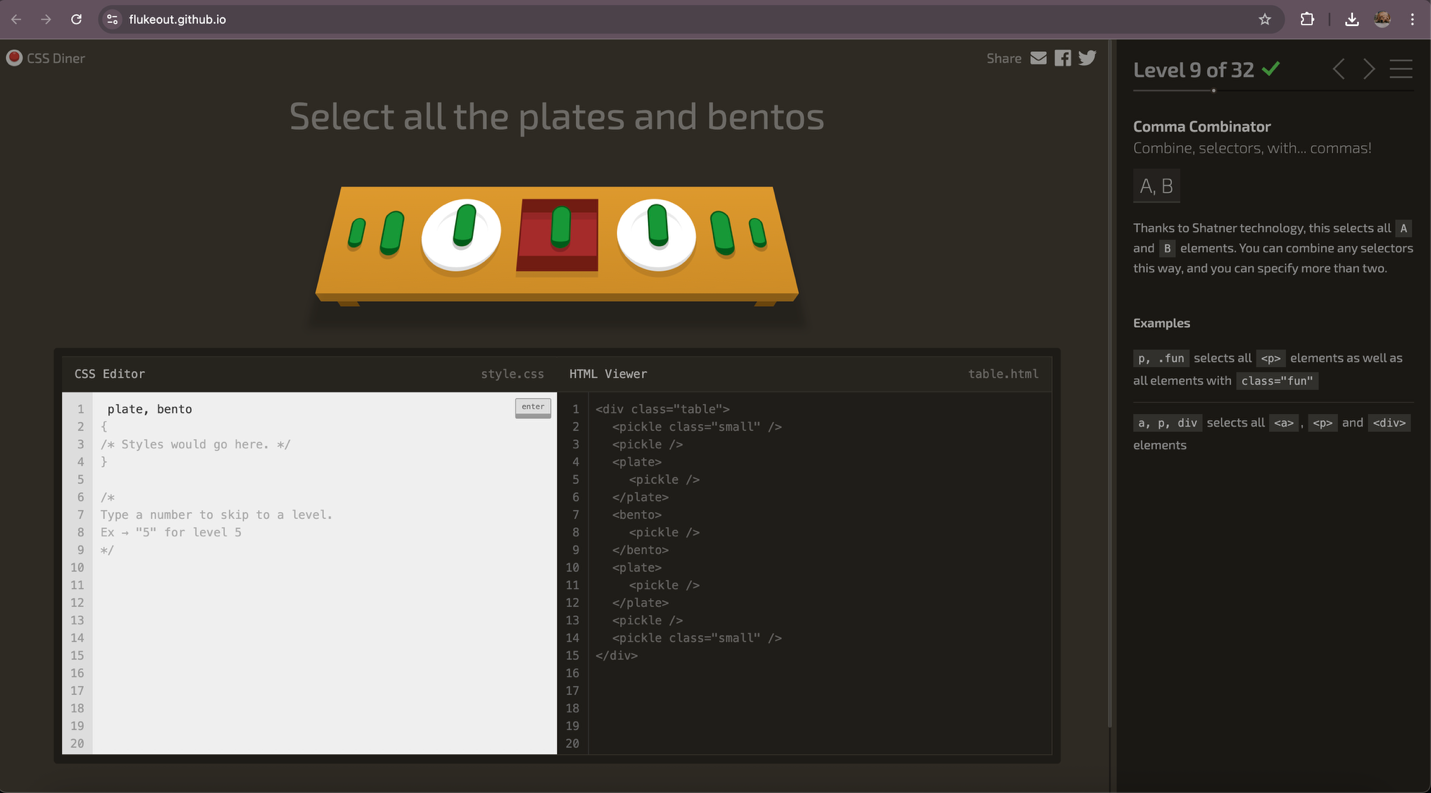 flukeout.github.io
CSS Diner
Share
Select all the plates and bentos
CSS Editor style.css
1 plate, bento
enter
2 {
3 /* Styles would go here. */
4 }
5
6 /*
7 Type a number to skip to a level.
8 Ex → "5" for level 5
9 */
10
11
12
13
14
15
16
17
18
19
20
HTML Viewer table.html
1 <div class="table">
2 <pickle class="small" />
3 <pickle />
4 <plate>
5 <pickle />
6 </plate>
7 <bento>
8 <pickle />
9 </bento>
10 <plate>
11 <pickle />
12 </plate>
13 <pickle />
14 <pickle class="small" />
15 </div>
16
17
18
19
20
Level 9 of 32
Comma Combinator
Combine, selectors, with... commas!
A, B
Thanks to Shatner technology, this selects all A
and B elements. You can combine any selectors
this way, and you can specify more than two.
Examples
p, .fun selects all <p> elements as well as
all elements with class="fun"
a, p, div selects all <a>, <p> and <div>
elements